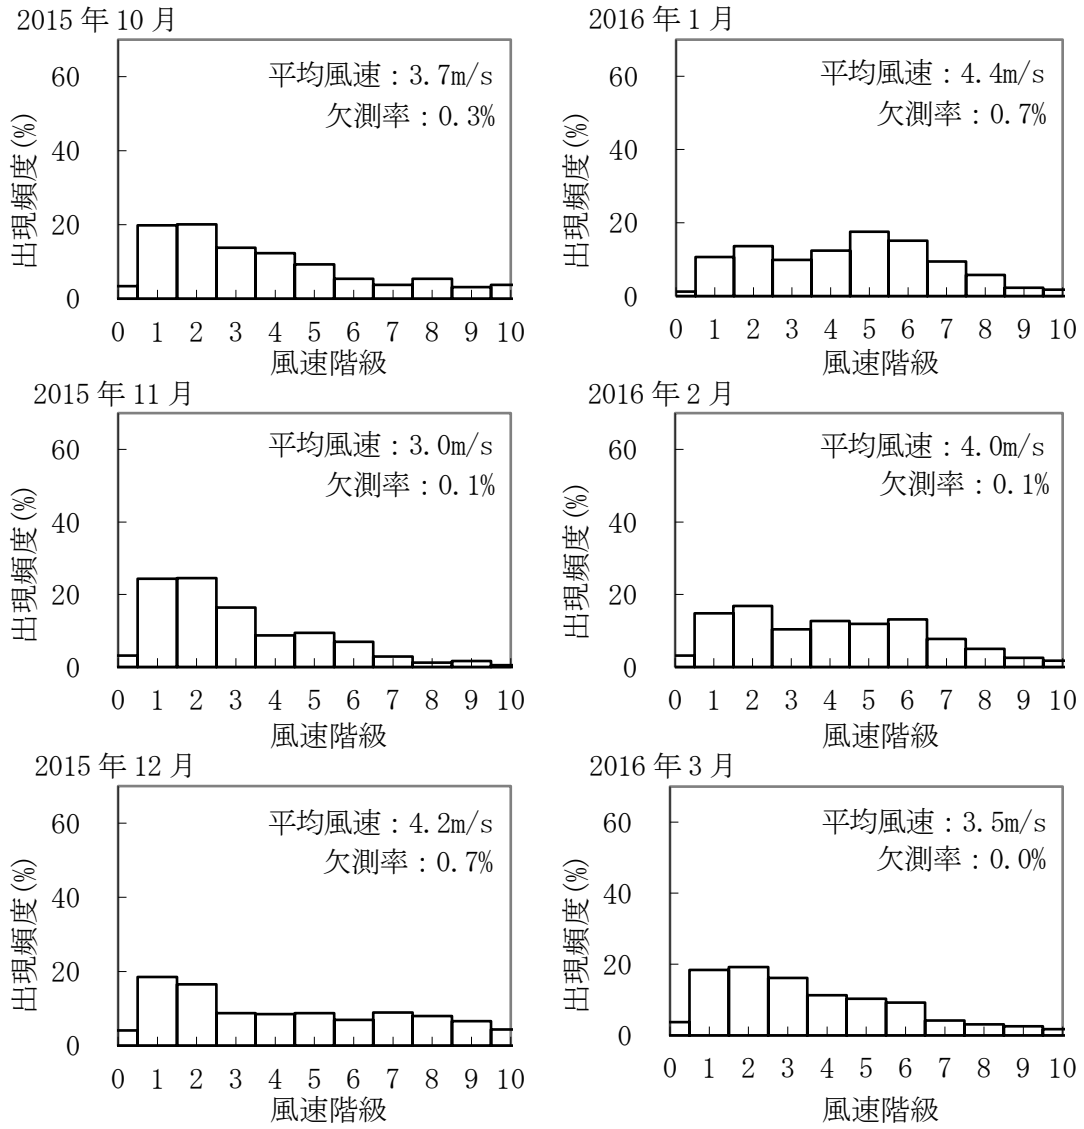 2015 年 10 月
平均風速：3.7m/s
欠測率：0.3%
出現頻度(%)
60
40
20
0
0 1 2 3 4 5 6 7 8 9 10
風速階級
2016 年 1 月
平均風速：4.4m/s
欠測率：0.7%
出現頻度(%)
60
40
20
0
0 1 2 3 4 5 6 7 8 9 10
風速階級
2015 年 11 月
平均風速：3.0m/s
欠測率：0.1%
出現頻度(%)
60
40
20
0
0 1 2 3 4 5 6 7 8 9 10
風速階級
2016 年 2 月
平均風速：4.0m/s
欠測率：0.1%
出現頻度(%)
60
40
20
0
0 1 2 3 4 5 6 7 8 9 10
風速階級
2015 年 12 月
平均風速：4.2m/s
欠測率：0.7%
出現頻度(%)
60
40
20
0
0 1 2 3 4 5 6 7 8 9 10
風速階級
2016 年 3 月
平均風速：3.5m/s
欠測率：0.0%
出現頻度(%)
60
40
20
0
0 1 2 3 4 5 6 7 8 9 10
風速階級